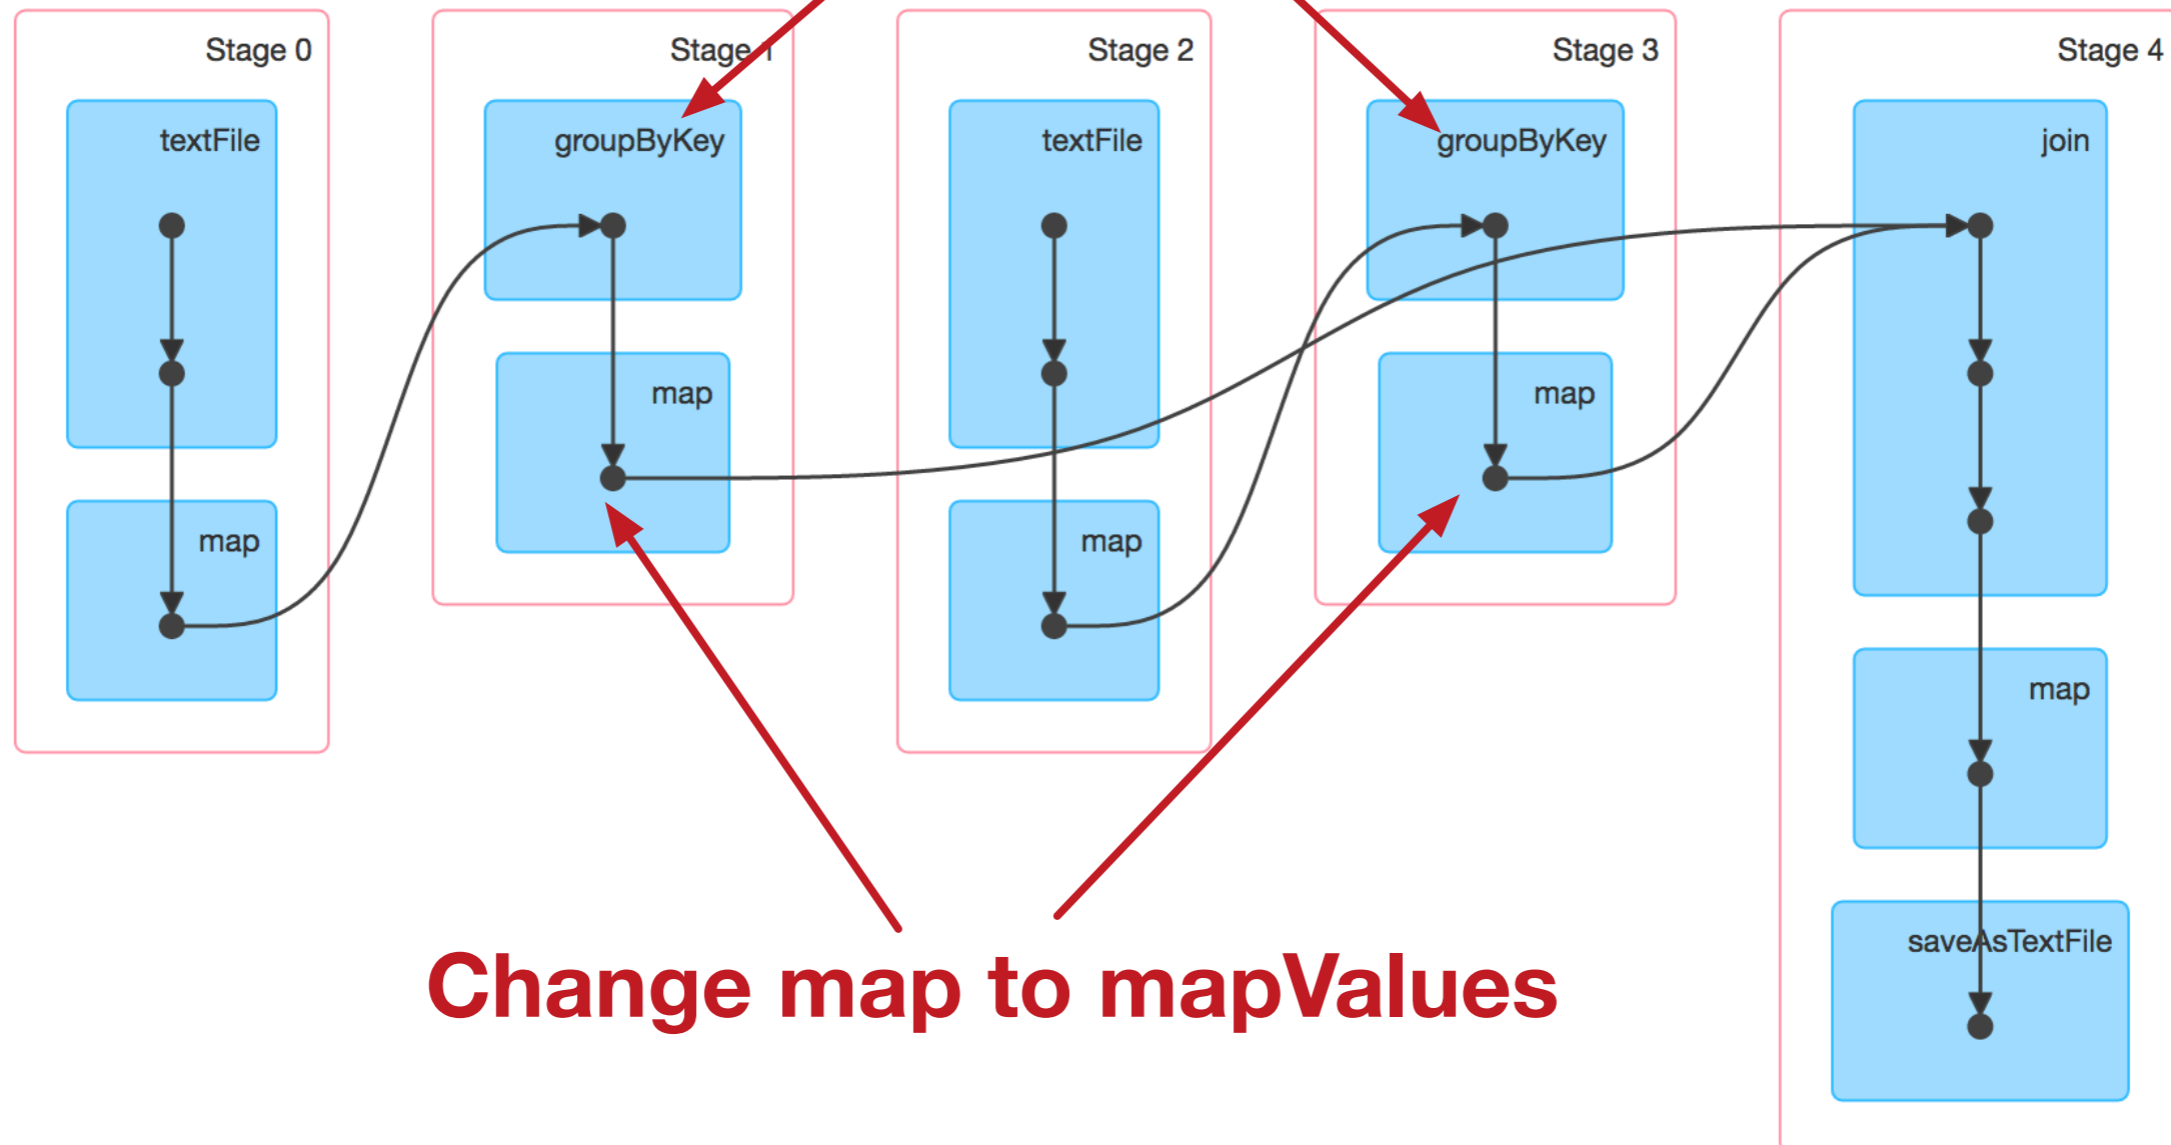 Stage 0
Stage 1
Stage 2
Stage 3
Stage 4
textFile
groupByKey
textFile
groupByKey
join
map
map
map
map
map
saveAsTextFile
Change map to mapValues